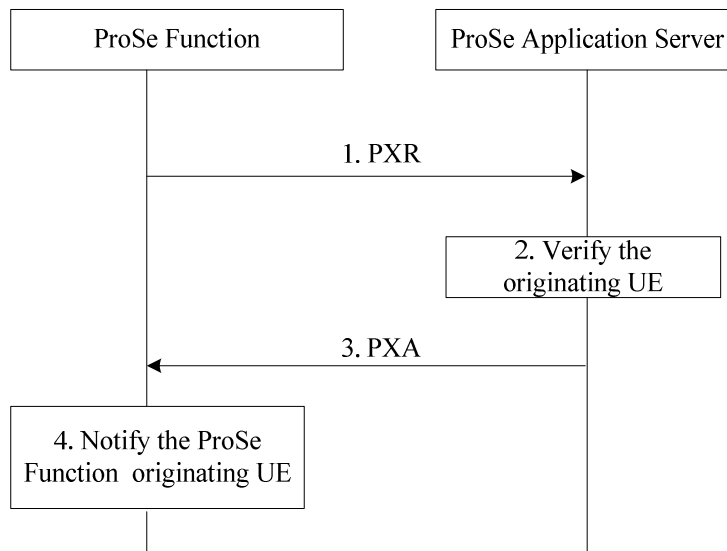 ProSe Function
ProSe Application Server
1. PXR
2. Verify the
originating UE
3. PXA
4. Notify the ProSe
Function originating UE